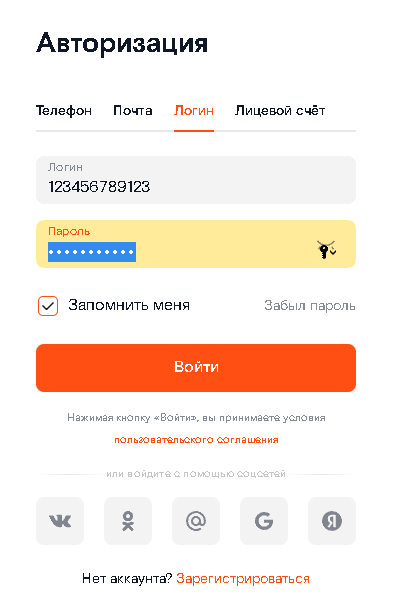 Авторизация
Телефон Почта Логин Лицевой счёт
Логин
123456789123
Пароль
•••••••••••
Запомнить меня Забыл пароль
Войти
Нажимая кнопку «Войти», вы принимаете условия
пользовательского соглашения
или войдите с помощью соцсетей
Нет аккаунта? Зарегистрироваться